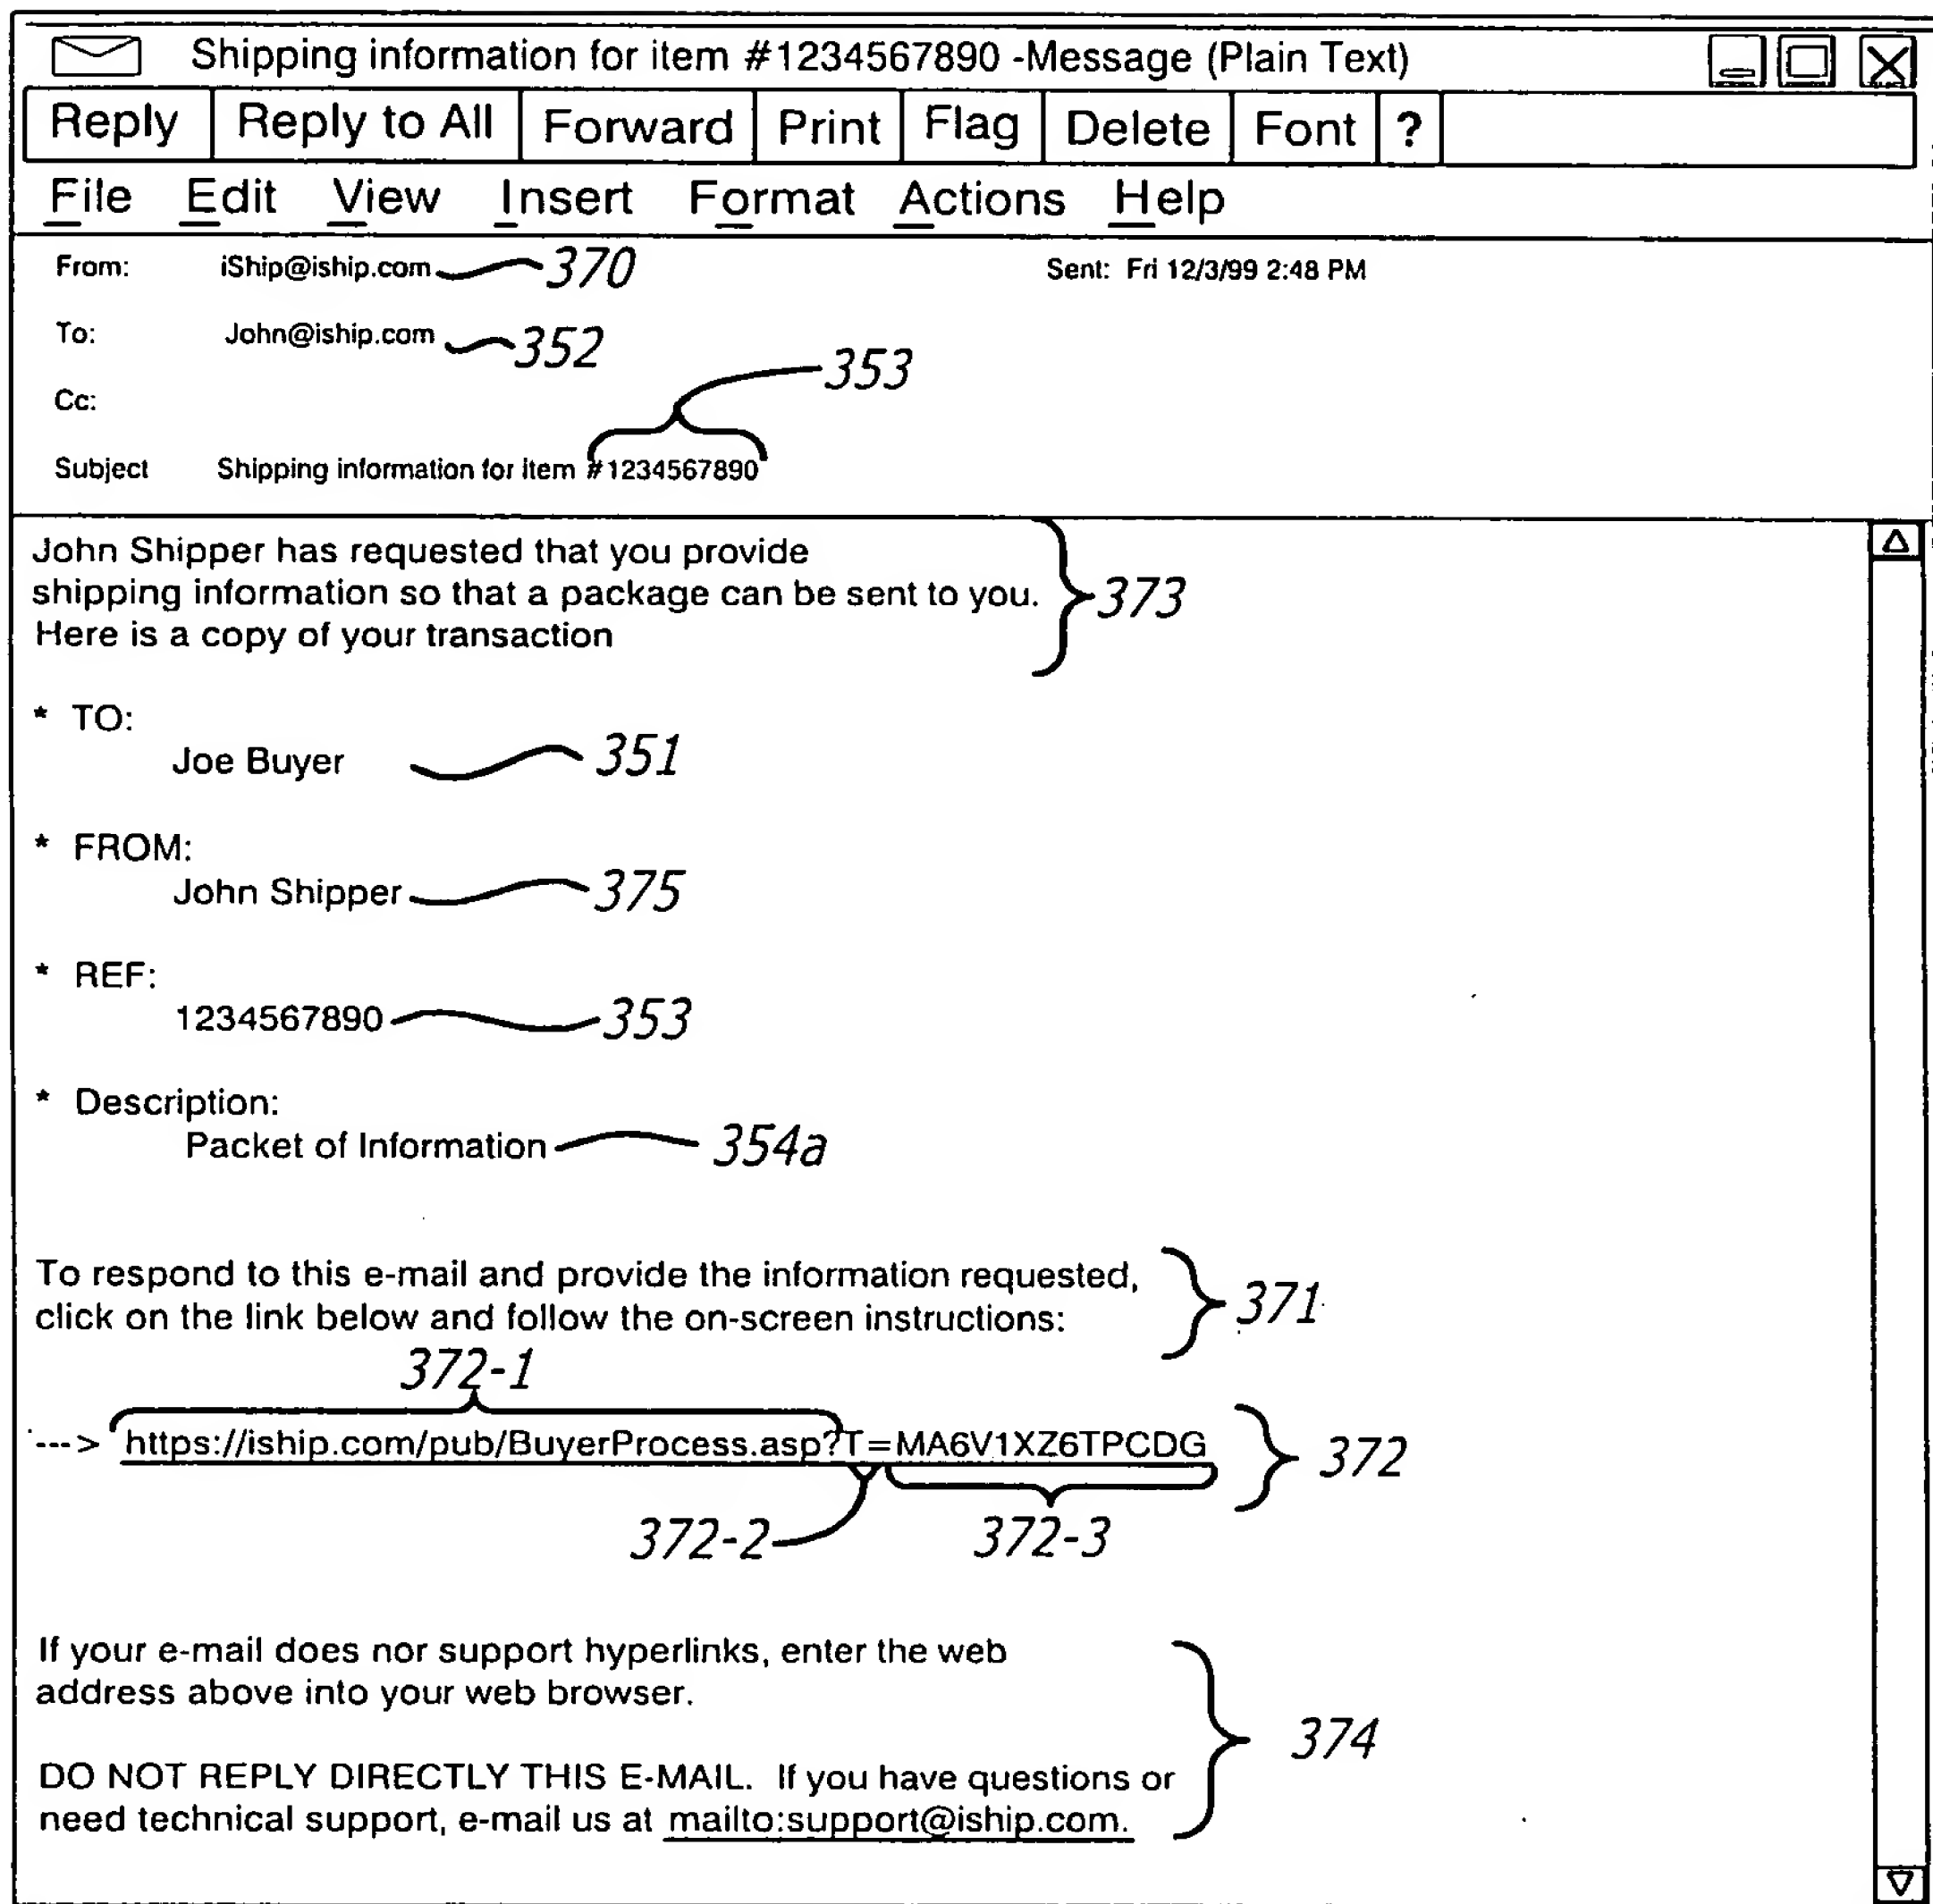 Shipping information for item #1234567890 -Message (Plain Text)
Reply Reply to All Forward Print Flag Delete Font ?
File Edit View Insert Format Actions Help
From: iShip@iship.com 370 Sent: Fri 12/3/99 2:48 PM
To: John@iship.com 352
353
Cc:
Subject Shipping information for item #1234567890
John Shipper has requested that you provide
shipping information so that a package can be sent to you. 373
Here is a copy of your transaction
* TO:
Joe Buyer 351
* FROM:
John Shipper 375
* REF:
1234567890 353
* Description:
Packet of Information 354a
To respond to this e-mail and provide the information requested,
click on the link below and follow the on-screen instructions: 371
372-1
---> https://iship.com/pub/BuyerProcess.asp?T=MA6V1XZ6TPCDG 372
372-2 372-3
If your e-mail does nor support hyperlinks, enter the web
address above into your web browser.
374
DO NOT REPLY DIRECTLY THIS E-MAIL. If you have questions or
need technical support, e-mail us at mailto:support@iship.com.